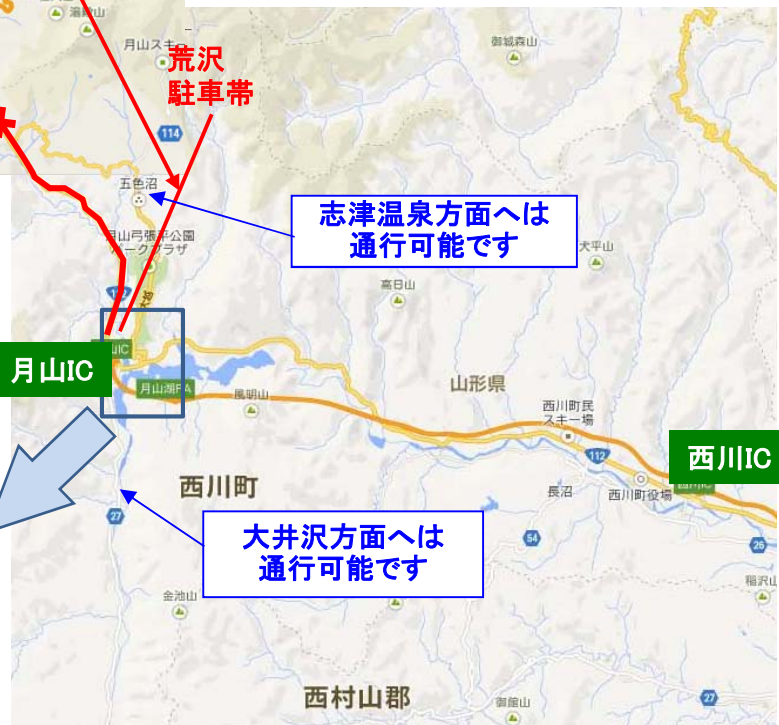 月山スキー
御城森山
荒沢
駐車帯
114
五色沼
志津温泉方面へは
通行可能です
月山弓張平公園
パークプラザ
犬平山
高日山
月山IC
月山湖PA
風明山
山形県
西川町民
スキー場
112
西川IC
西川町
長沼
西川町役場
27
大井沢方面へは
通行可能です
54
26
金池山
稲沢山
西村山郡
御館山
27